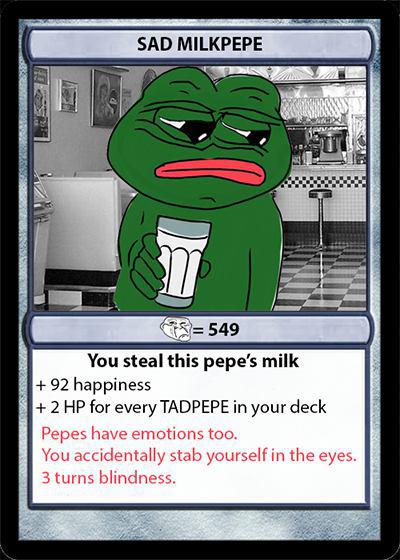 SAD MILKPEPE
= 549
You steal this pepe's milk
+ 92 happiness
+ 2 HP for every TADPEPE in your deck
Pepes have emotions too.
You accidentally stab yourself in the eyes.
3 turns blindness.